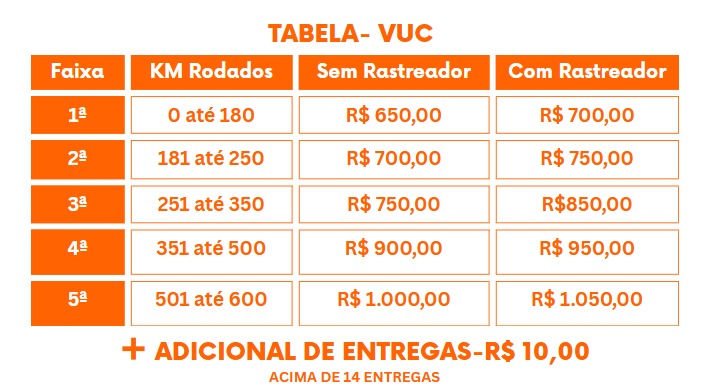 TABELA- VUC
Faixa KM Rodados Sem Rastreador Com Rastreador
1ª 0 até 180 R$ 650,00 R$ 700,00
2ª 181 até 250 R$ 700,00 R$ 750,00
3ª 251 até 350 R$ 750,00 R$850,00
4ª 351 até 500 R$ 900,00 R$ 950,00
5ª 501 até 600 R$ 1.000,00 R$ 1.050,00
+ ADICIONAL DE ENTREGAS-R$ 10,00
ACIMA DE 14 ENTREGAS